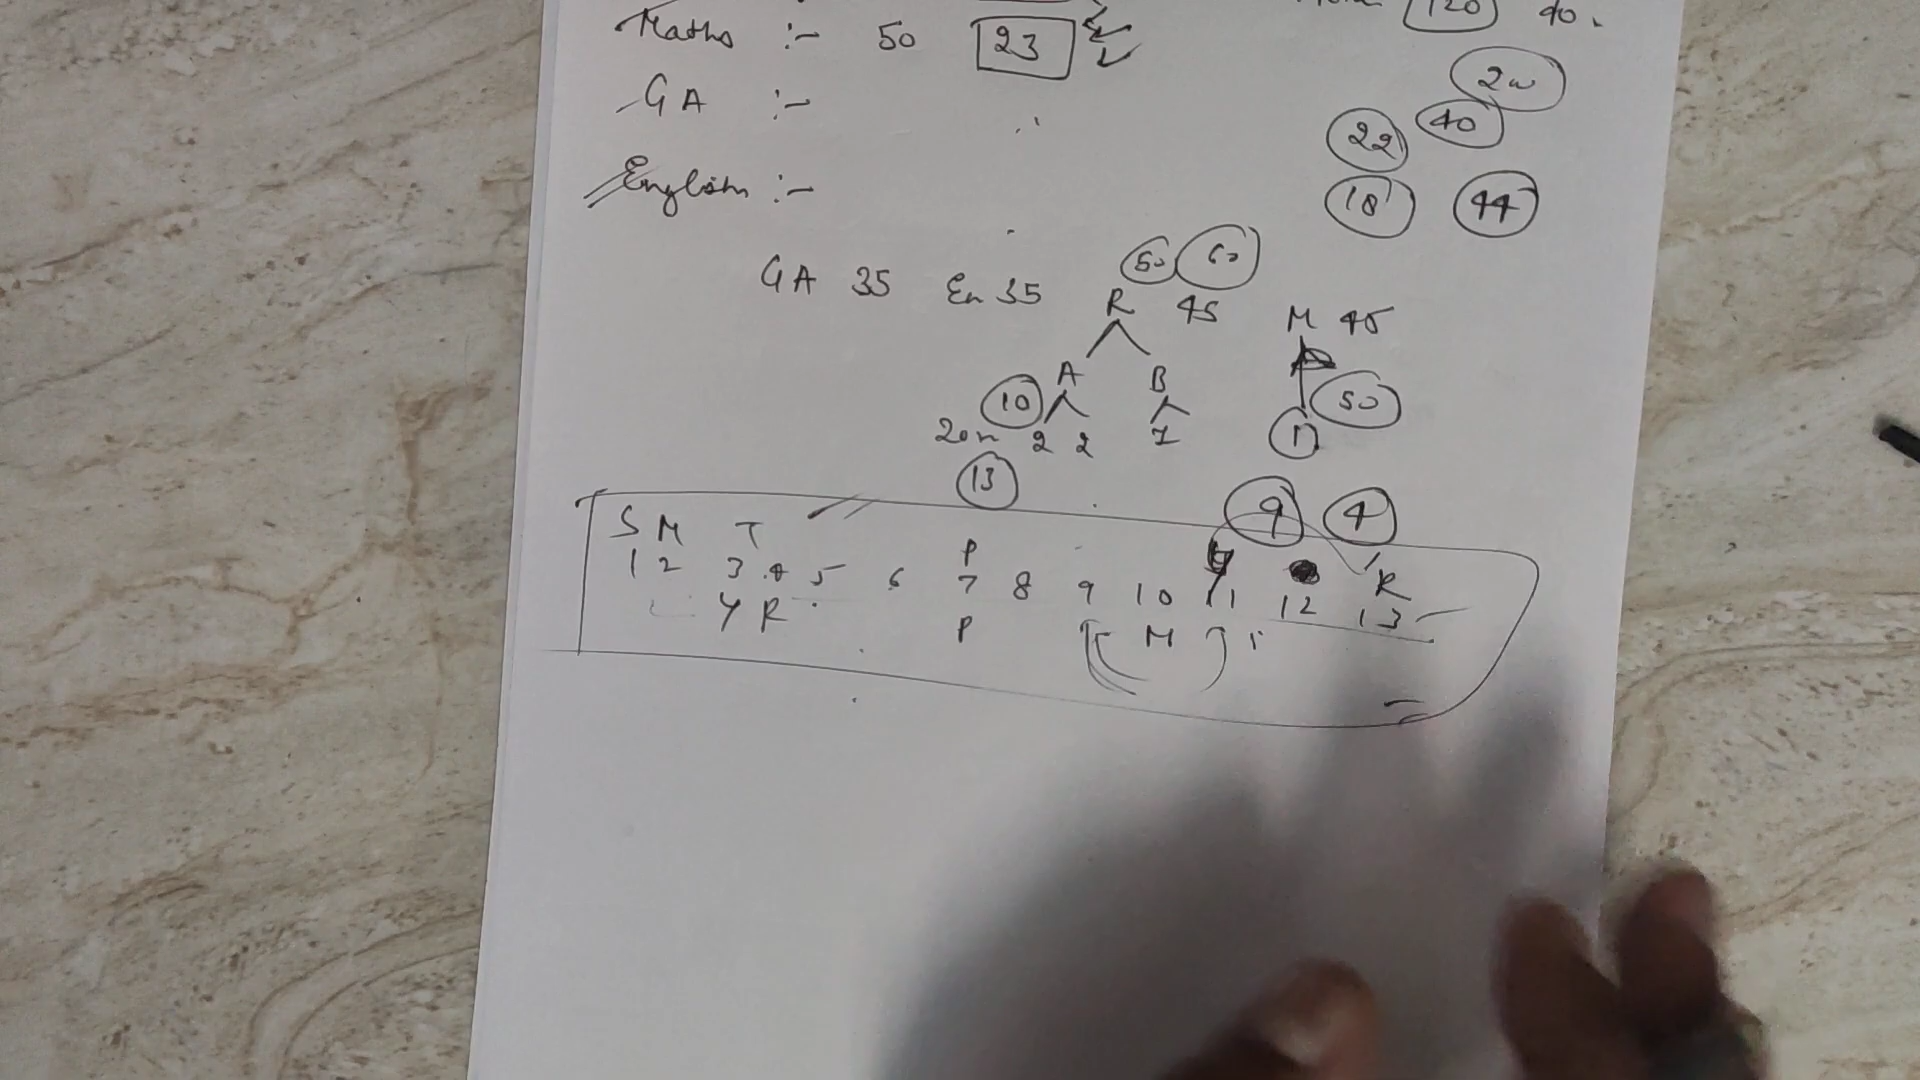 Maths :- 50 23
120 40
GA :-
20
22 40
English :-
18 44
50 60
GA 35 En 35
R 45 M 45
A B
10 50
2 2 1 1
13
9 4
S M T P R
1 2 3 4 5 6 7 8 9 10 11 12 13
Y R P M